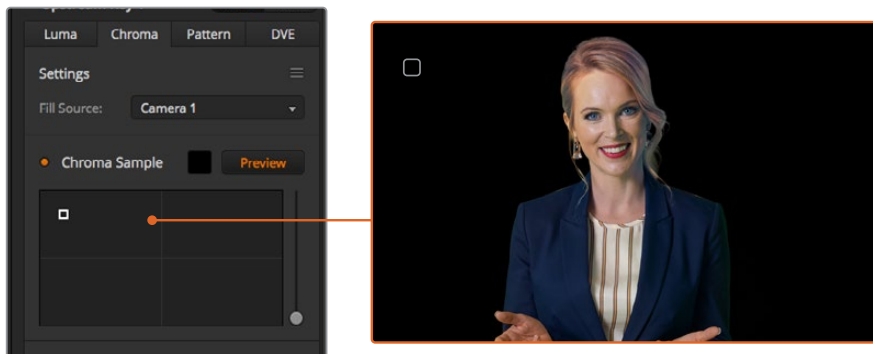 Luma Chroma Pattern DVE
Settings
Fill Source: Camera 1
Chroma Sample Preview